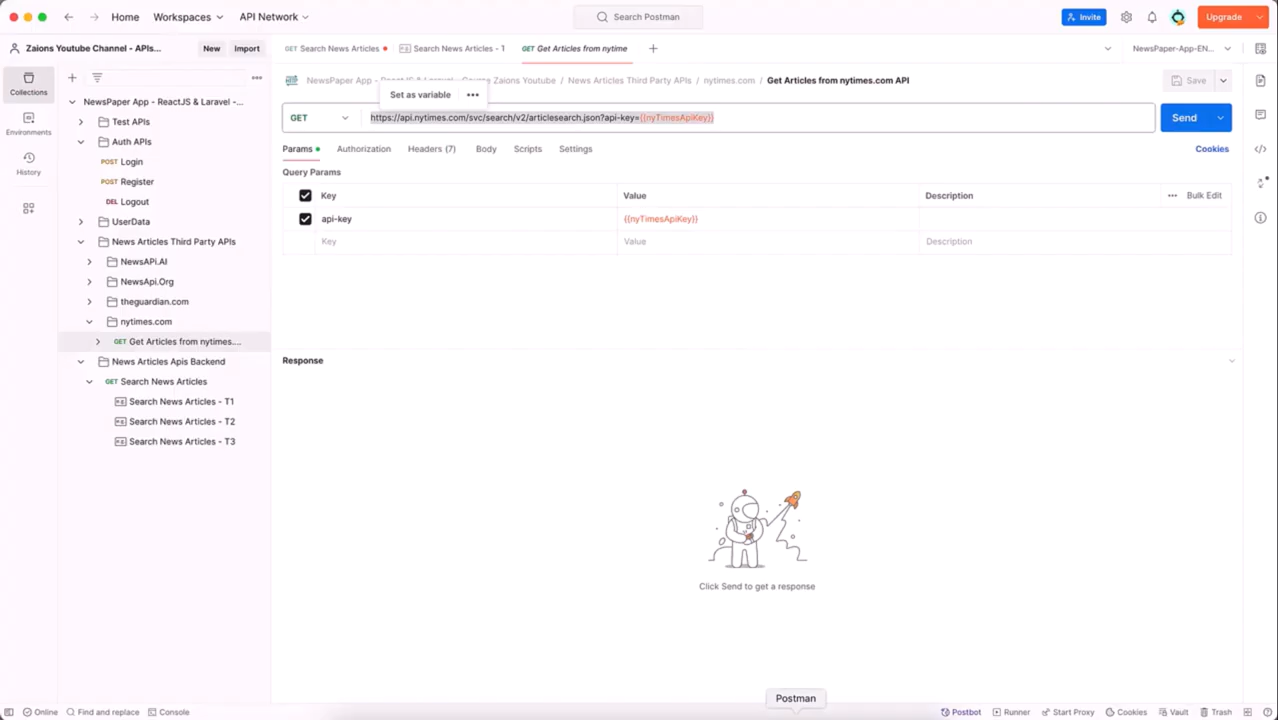 Home Workspaces API Network Search Postman Invite Upgrade
Zaions Youtube Channel - APIs... New Import GET Search News Articles Search News Articles - T GET Get Articles from nytimes NewsPaper-App-EN...
Collections
Environments
History
NewsPaper App - ReactJS & Laravel -...
Test APIs
Auth APIs
POST Login
POST Register
DEL Logout
UserData
News Articles Third Party APIs
NewsAPI.AI
NewsApi.Org
theguardian.com
nytimes.com
GET Get Articles from nytimes....
News Articles Apis Backend
GET Search News Articles
Search News Articles - T1
Search News Articles - T2
Search News Articles - T3
NewsPaper App - ReactJS & Laravel - Course Zaions Youtube / News Articles Third Party APIs / nytimes.com / Get Articles from nytimes.com API Save
Set as variable
GET https://api.nytimes.com/svc/search/v2/articlesearch.json?api-key={{nyTimesApiKey}} Send
Params Authorization Headers (7) Body Scripts Settings Cookies
Query Params
Key Value Description Bulk Edit
api-key {{nyTimesApiKey}}
Key Value Description
Response
Click Send to get a response
Postman
Online Find and replace Console Postbot Runner Start Proxy Cookies Vault Trash